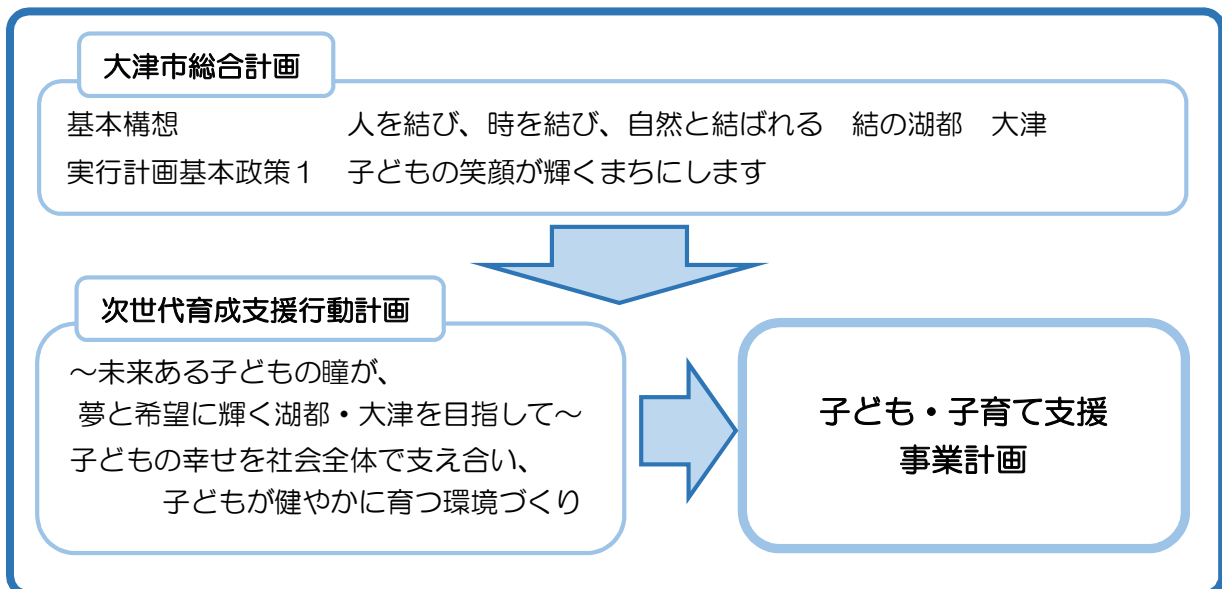 大津市総合計画
基本構想　　　　　　人を結び、時を結び、自然と結ばれる　結の湖都　大津
実行計画基本政策１　子どもの笑顔が輝くまちにします
次世代育成支援行動計画
～未来ある子どもの瞳が、
夢と希望に輝く湖都・大津を目指して～
子どもの幸せを社会全体で支え合い、
子どもが健やかに育つ環境づくり
子ども・子育て支援
事業計画